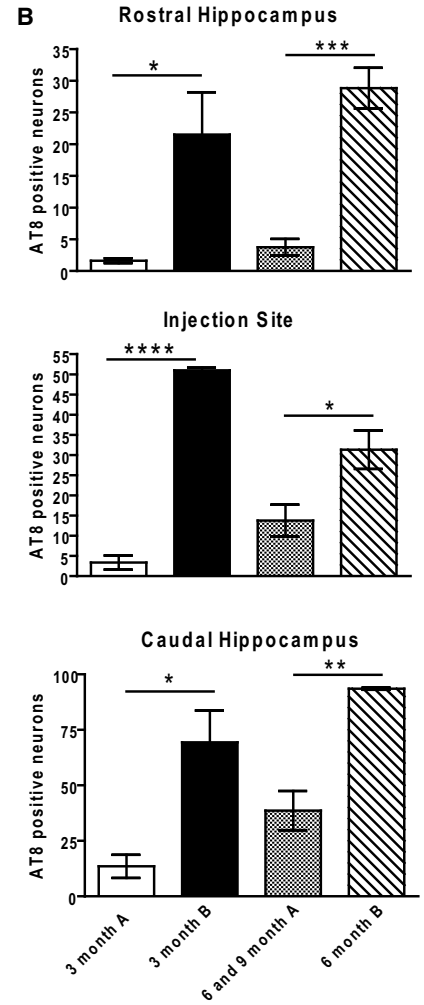 B
Rostral Hippocampus
AT8 positive neurons
35
30
25
20
15
10
5
0
*
***
Injection Site
AT8 positive neurons
55
50
45
40
35
30
25
20
15
10
5
0
****
*
Caudal Hippocampus
AT8 positive neurons
100
75
50
25
0
*
**
3 month A
3 month B
6 and 9 month A
6 month B